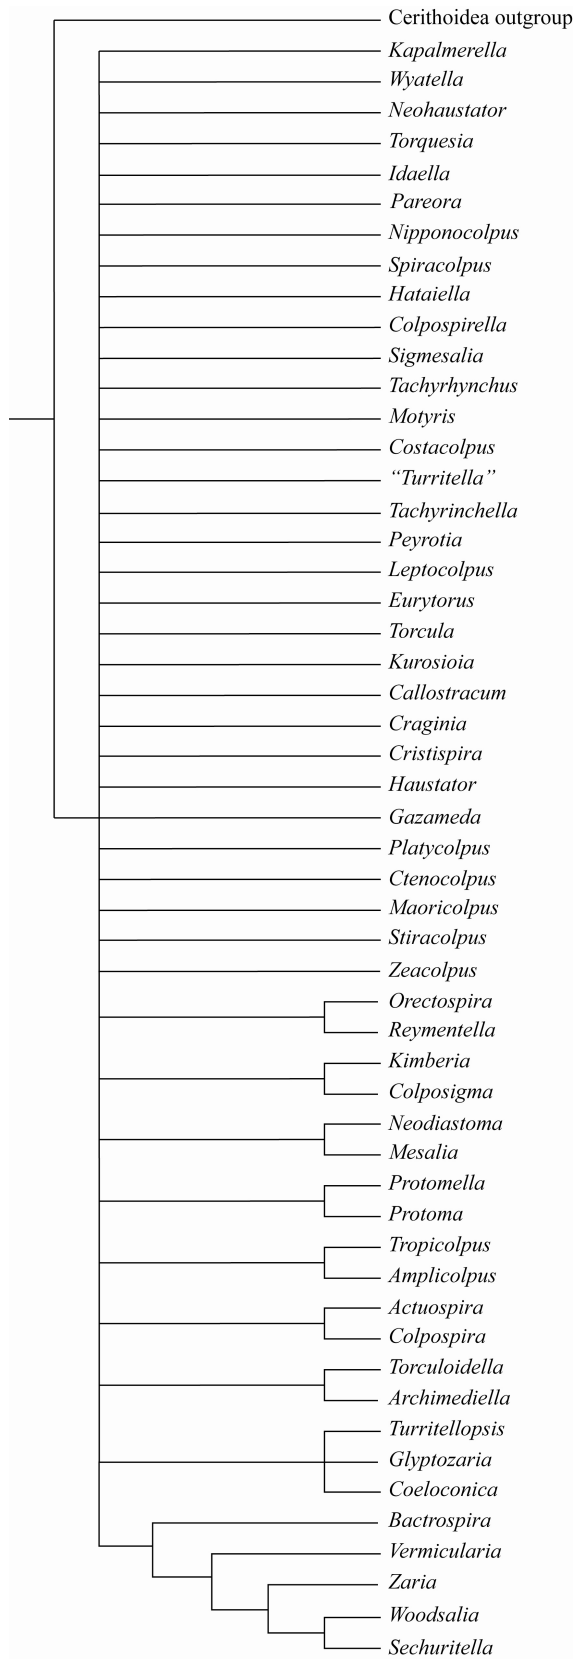 Cerithoidea outgroup
Kapalmerella
Wyatella
Neohaustator
Torquesia
Idaella
Pareora
Nipponocolpus
Spiracolpus
Hataiella
Colpospirella
Sigmesalia
Tachyrhynchus
Motyris
Costacolpus
“Turritella”
Tachyrinchella
Peyrotia
Leptocolpus
Eurytorus
Torcula
Kurosioia
Callostracum
Craginia
Cristispira
Haustator
Gazameda
Platycolpus
Ctenocolpus
Maoricolpus
Stiracolpus
Zeacolpus
Orectospira
Reymentella
Kimberia
Colposigma
Neodiastoma
Mesalia
Protomella
Protoma
Tropicolpus
Amplicolpus
Actuospira
Colpospira
Torculoidella
Archimediella
Turritellopsis
Glyptozaria
Coeloconica
Bactrospira
Vermicularia
Zaria
Woodsalia
Sechuritella